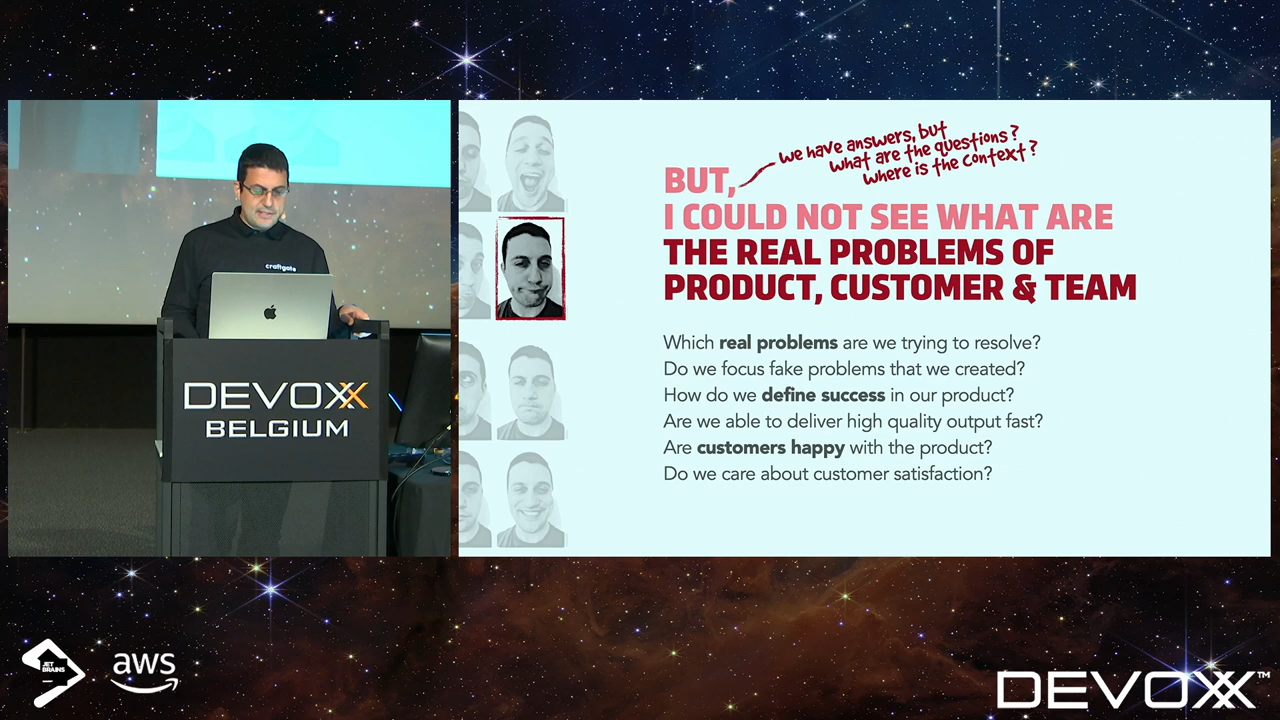 we have answers, but
what are the questions?
where is the context?
BUT,
I COULD NOT SEE WHAT ARE
THE REAL PROBLEMS OF
PRODUCT, CUSTOMER & TEAM
Which real problems are we trying to resolve?
Do we focus fake problems that we created?
How do we define success in our product?
Are we able to deliver high quality output fast?
Are customers happy with the product?
Do we care about customer satisfaction?
craftgate
DEVOXX
BELGIUM
JET
BRAINS
aws
DEVOXX™